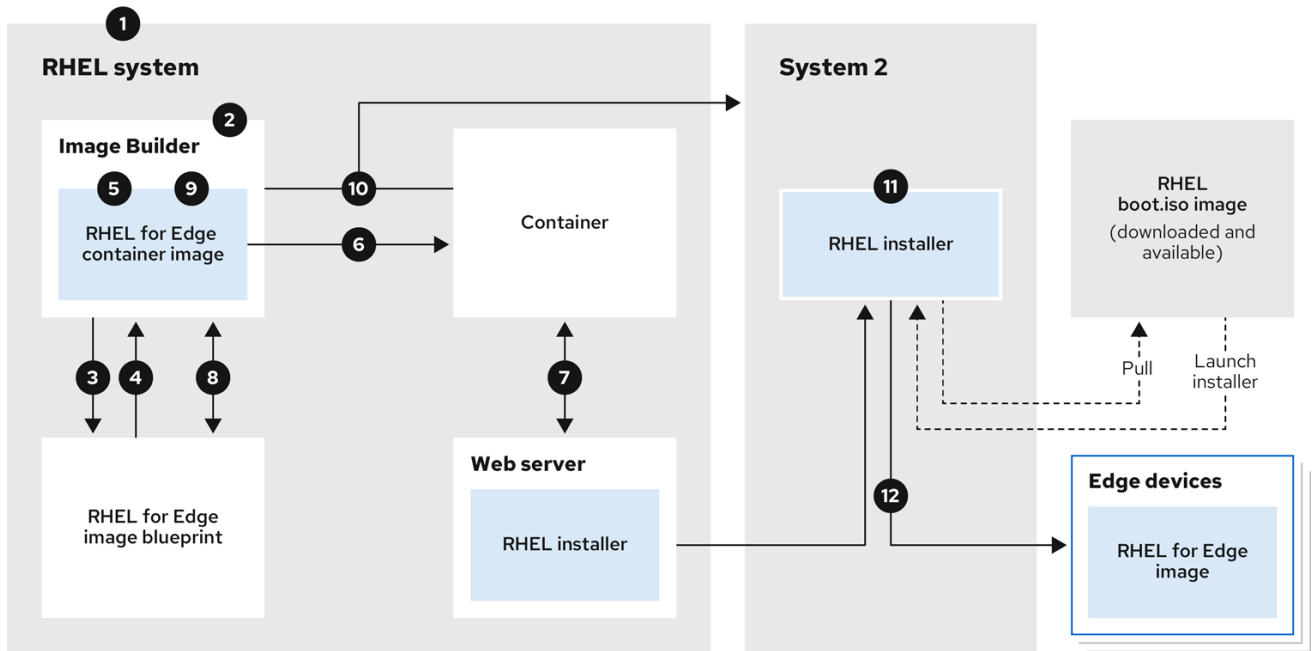 1
RHEL system
2
Image Builder
5
9
RHEL for Edge
container image
10
6
Container
3
4
8
7
RHEL for Edge
image blueprint
Web server
RHEL installer
System 2
11
RHEL installer
12
RHEL
boot.iso image
(downloaded and
available)
Pull
Launch
installer
Edge devices
RHEL for Edge
image